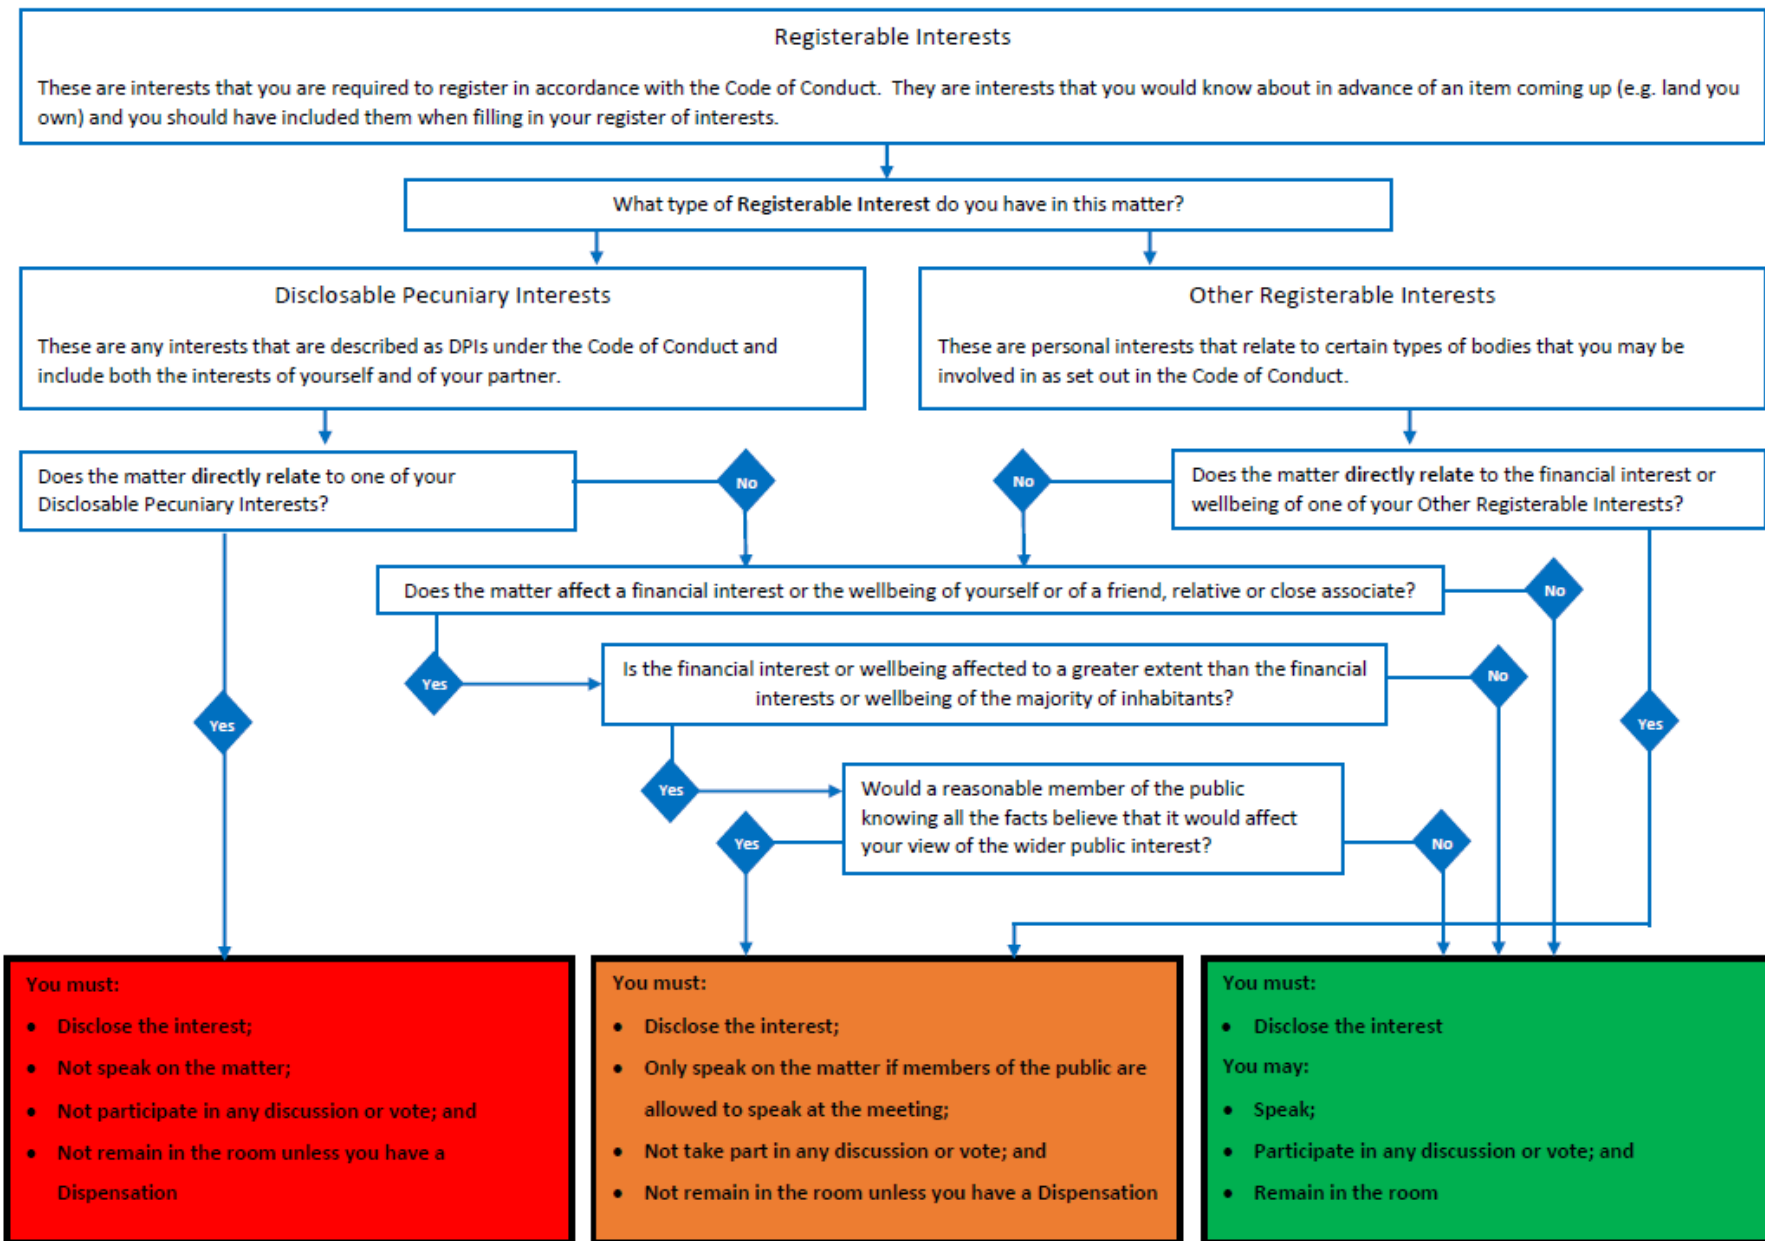 Registerable Interests
These are interests that you are required to register in accordance with the Code of Conduct. They are interests that you would know about in advance of an item coming up (e.g. land you
own) and you should have included them when filling in your register of interests.
What type of Registerable Interest do you have in this matter?
Disclosable Pecuniary Interests
These are any interests that are described as DPIs under the Code of Conduct and
include both the interests of yourself and of your partner.
Other Registerable Interests
These are personal interests that relate to certain types of bodies that you may be
involved in as set out in the Code of Conduct.
Does the matter directly relate to one of your
Disclosable Pecuniary Interests?
No
No
Does the matter directly relate to the financial interest or
wellbeing of one of your Other Registerable Interests?
Does the matter affect a financial interest or the wellbeing of yourself or of a friend, relative or close associate?
No
Yes
Is the financial interest or wellbeing affected to a greater extent than the financial
interests or wellbeing of the majority of inhabitants?
No
Yes
Yes
Yes
Would a reasonable member of the public
knowing all the facts believe that it would affect
your view of the wider public interest?
Yes
No
You must:
• Disclose the interest;
• Not speak on the matter;
• Not participate in any discussion or vote; and
• Not remain in the room unless you have a
Dispensation
You must:
• Disclose the interest;
• Only speak on the matter if members of the public are
allowed to speak at the meeting;
• Not take part in any discussion or vote; and
• Not remain in the room unless you have a Dispensation
You must:
• Disclose the interest
You may:
• Speak;
• Participate in any discussion or vote; and
• Remain in the room